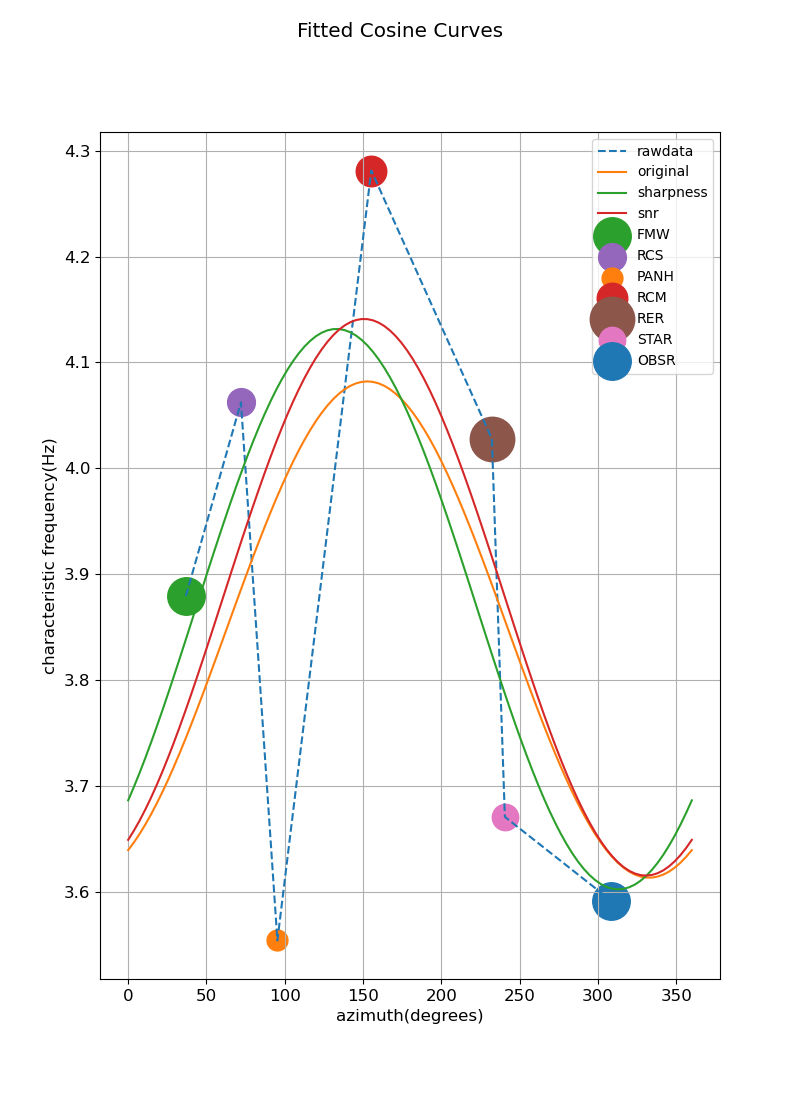 Fitted Cosine Curves
4.3
4.2
4.1
4.0
3.9
3.8
3.7
3.6
characteristic frequency(Hz)
rawdata
original
sharpness
snr
FMW
RCS
PANH
RCM
RER
STAR
OBSR
0 50 100 150 200 250 300 350
azimuth(degrees)